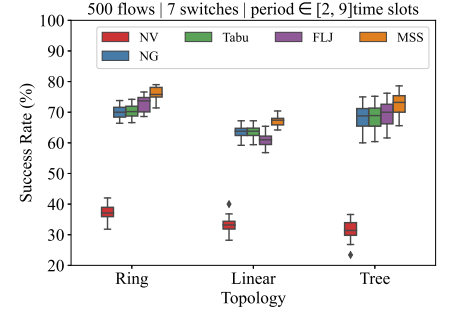 500 flows | 7 switches | period ∈ [2, 9]time slots
NV
NG
Tabu
FLJ
MSS
Success Rate (%)
100
90
80
70
60
50
40
30
20
Ring
Linear
Tree
Topology